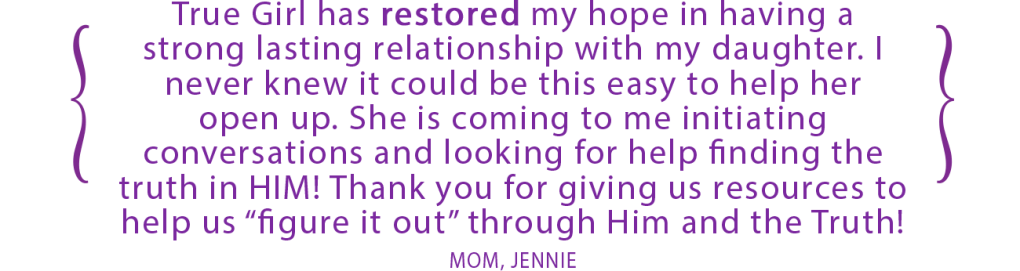 True Girl has restored my hope in having a
strong lasting relationship with my daughter. I
never knew it could be this easy to help her
open up. She is coming to me initiating
conversations and looking for help finding the
truth in HIM! Thank you for giving us resources to
help us “figure it out” through Him and the Truth!
MOM, JENNIE